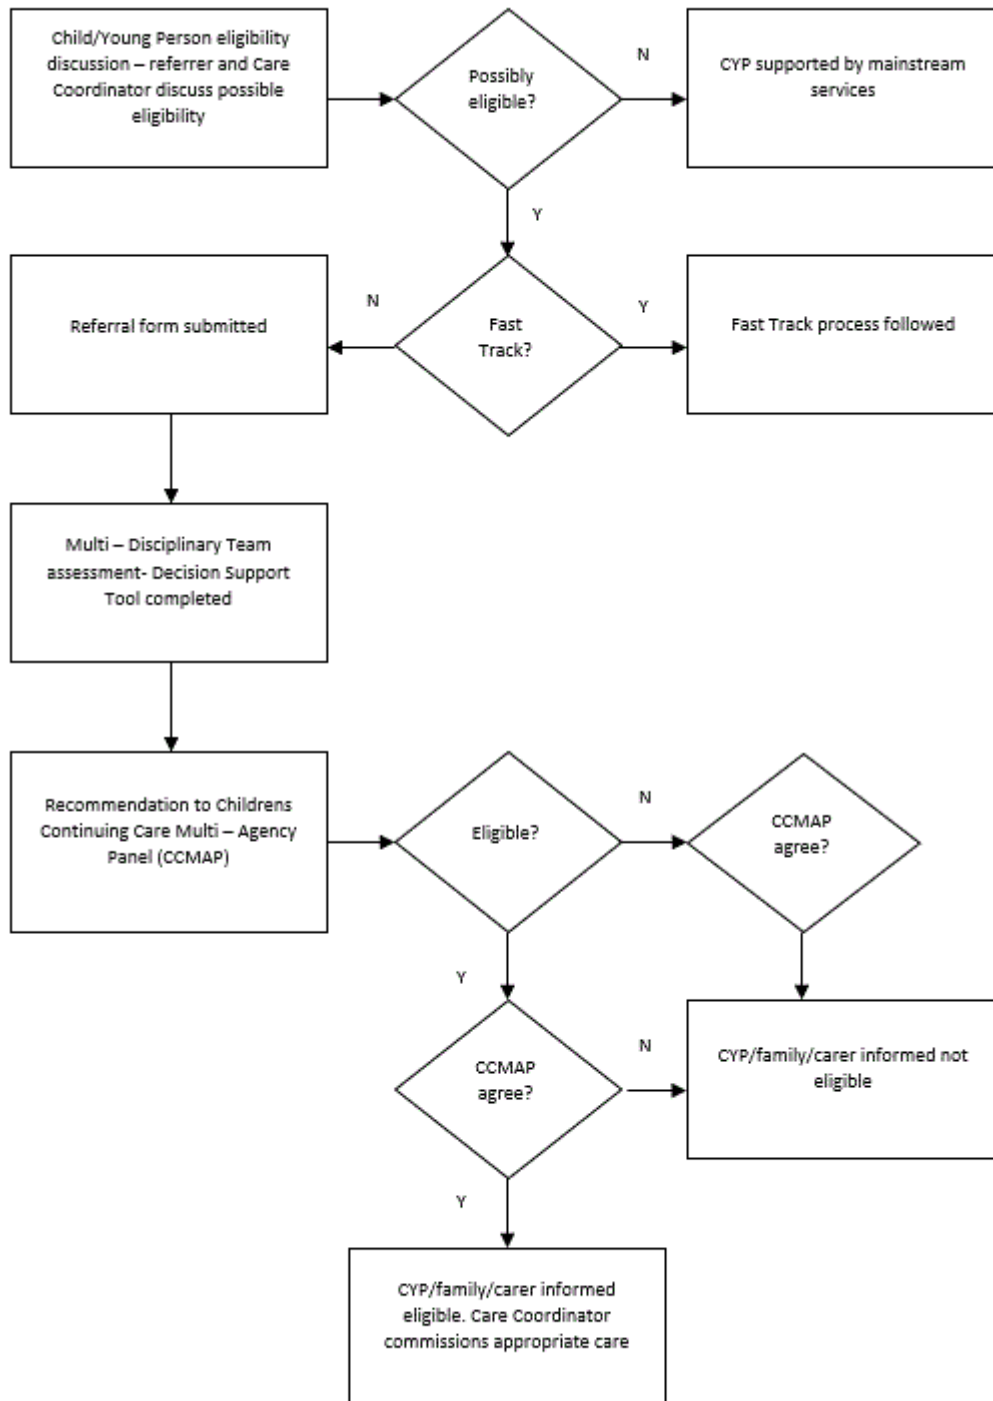 Child/Young Person eligibility
discussion – referrer and Care
Coordinator discuss possible
eligibility
Possibly
eligible?
N
CYP supported by mainstream
services
Y
Referral form submitted
N
Fast
Track?
Y
Fast Track process followed
Multi – Disciplinary Team
assessment- Decision Support
Tool completed
Recommendation to Childrens
Continuing Care Multi – Agency
Panel (CCMAP)
Eligible?
N
CCMAP
agree?
Y
CCMAP
agree?
N
CYP/family/carer informed not
eligible
Y
CYP/family/carer informed
eligible. Care Coordinator
commissions appropriate care